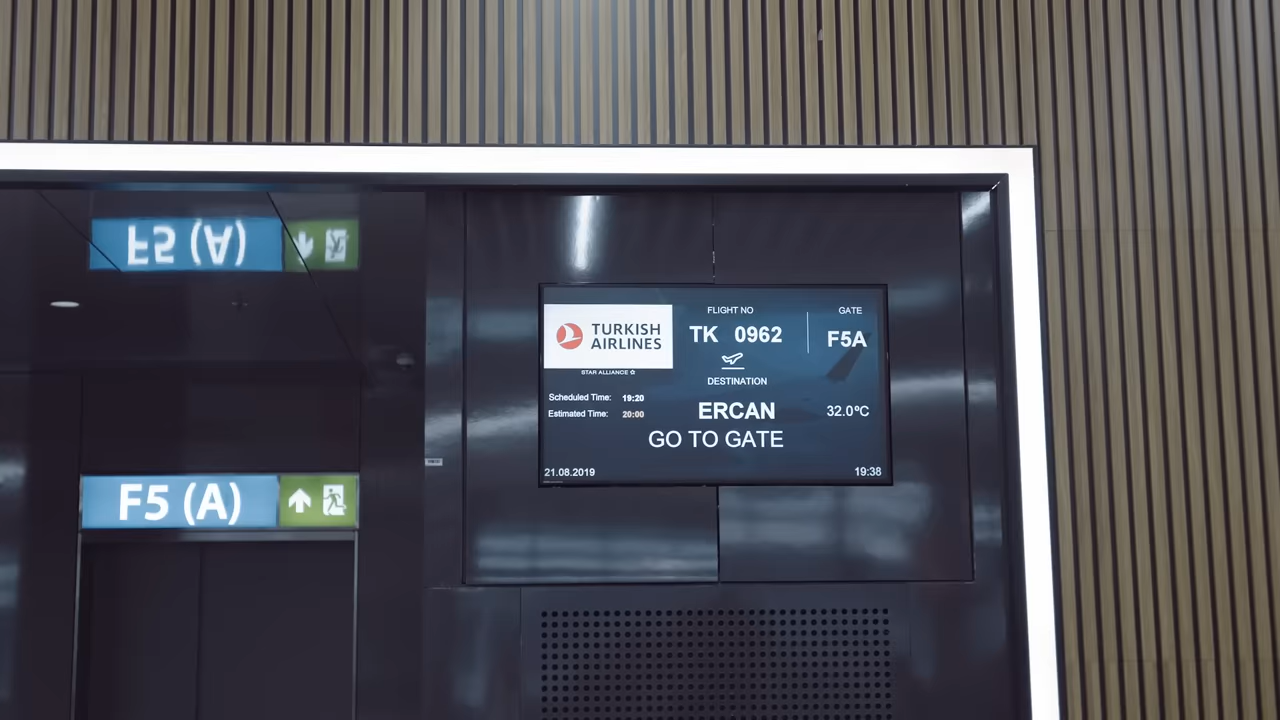 F5 (A)
F5 (A)
TURKISH
AIRLINES
STAR ALLIANCE
FLIGHT NO
TK 0962
GATE
F5A
DESTINATION
Scheduled Time: 19:20
Estimated Time: 20:00
ERCAN
32.0ºC
GO TO GATE
21.08.2019
19:38